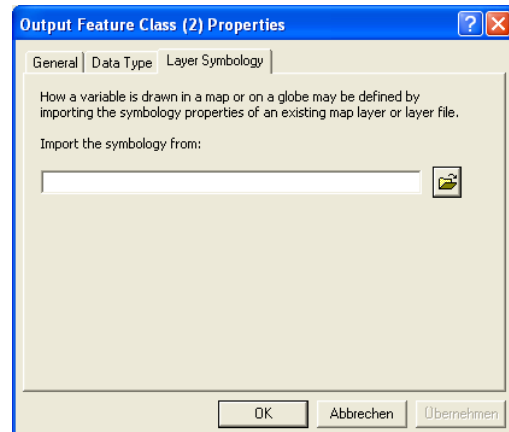 Output Feature Class (2) Properties
General Data Type Layer Symbology
How a variable is drawn in a map or on a globe may be defined by
importing the symbology properties of an existing map layer or layer file.
Import the symbology from:
OK Abbrechen Übernehmen